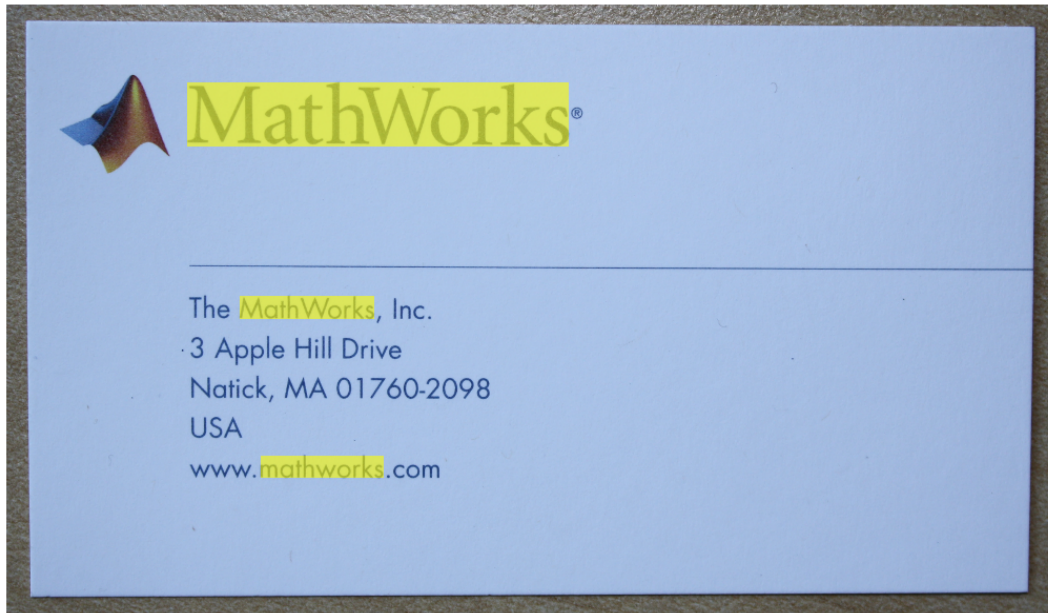 MathWorks®
The MathWorks, Inc.
3 Apple Hill Drive
Natick, MA 01760-2098
USA
www.mathworks.com